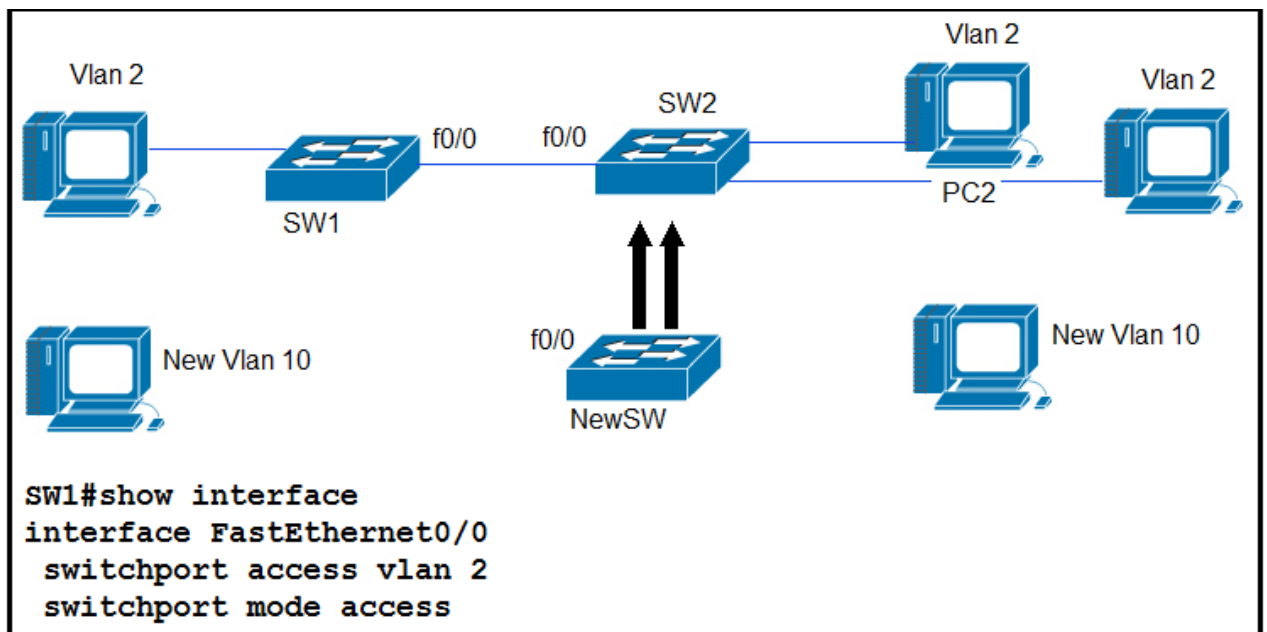 Vlan 2
Vlan 2
Vlan 2
SW2
f0/0
f0/0
SW1
PC2
f0/0
New Vlan 10
New Vlan 10
NewSW
SW1#show interface
interface FastEthernet0/0
switchport access vlan 2
switchport mode access